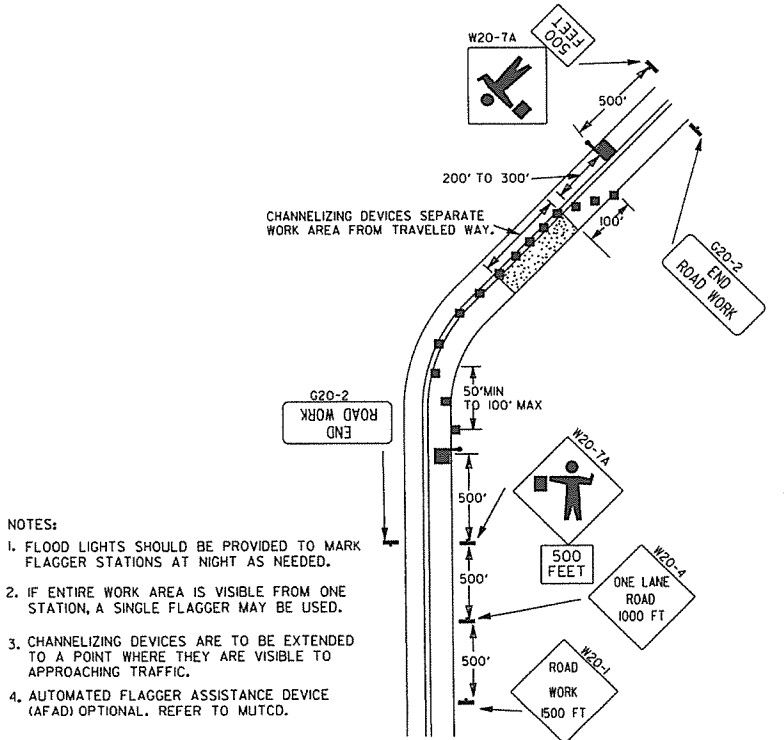 W20-7A
500
FEET
500'
200' TO 300'
CHANNELIZING DEVICES SEPARATE
WORK AREA FROM TRAVELED WAY.
100'
G20-2
END
ROAD WORK
50'MIN
TO 100' MAX
G20-2
END
ROAD WORK
500'
W20-7A
500
FEET
500'
W20-4
ONE LANE
ROAD
1000 FT
500'
W20-1
ROAD
WORK
1500 FT
NOTES:
1. FLOOD LIGHTS SHOULD BE PROVIDED TO MARK
FLAGGER STATIONS AT NIGHT AS NEEDED.
2. IF ENTIRE WORK AREA IS VISIBLE FROM ONE
STATION, A SINGLE FLAGGER MAY BE USED.
3. CHANNELIZING DEVICES ARE TO BE EXTENDED
TO A POINT WHERE THEY ARE VISIBLE TO
APPROACHING TRAFFIC.
4. AUTOMATED FLAGGER ASSISTANCE DEVICE
(AFAD) OPTIONAL. REFER TO MUTCD.